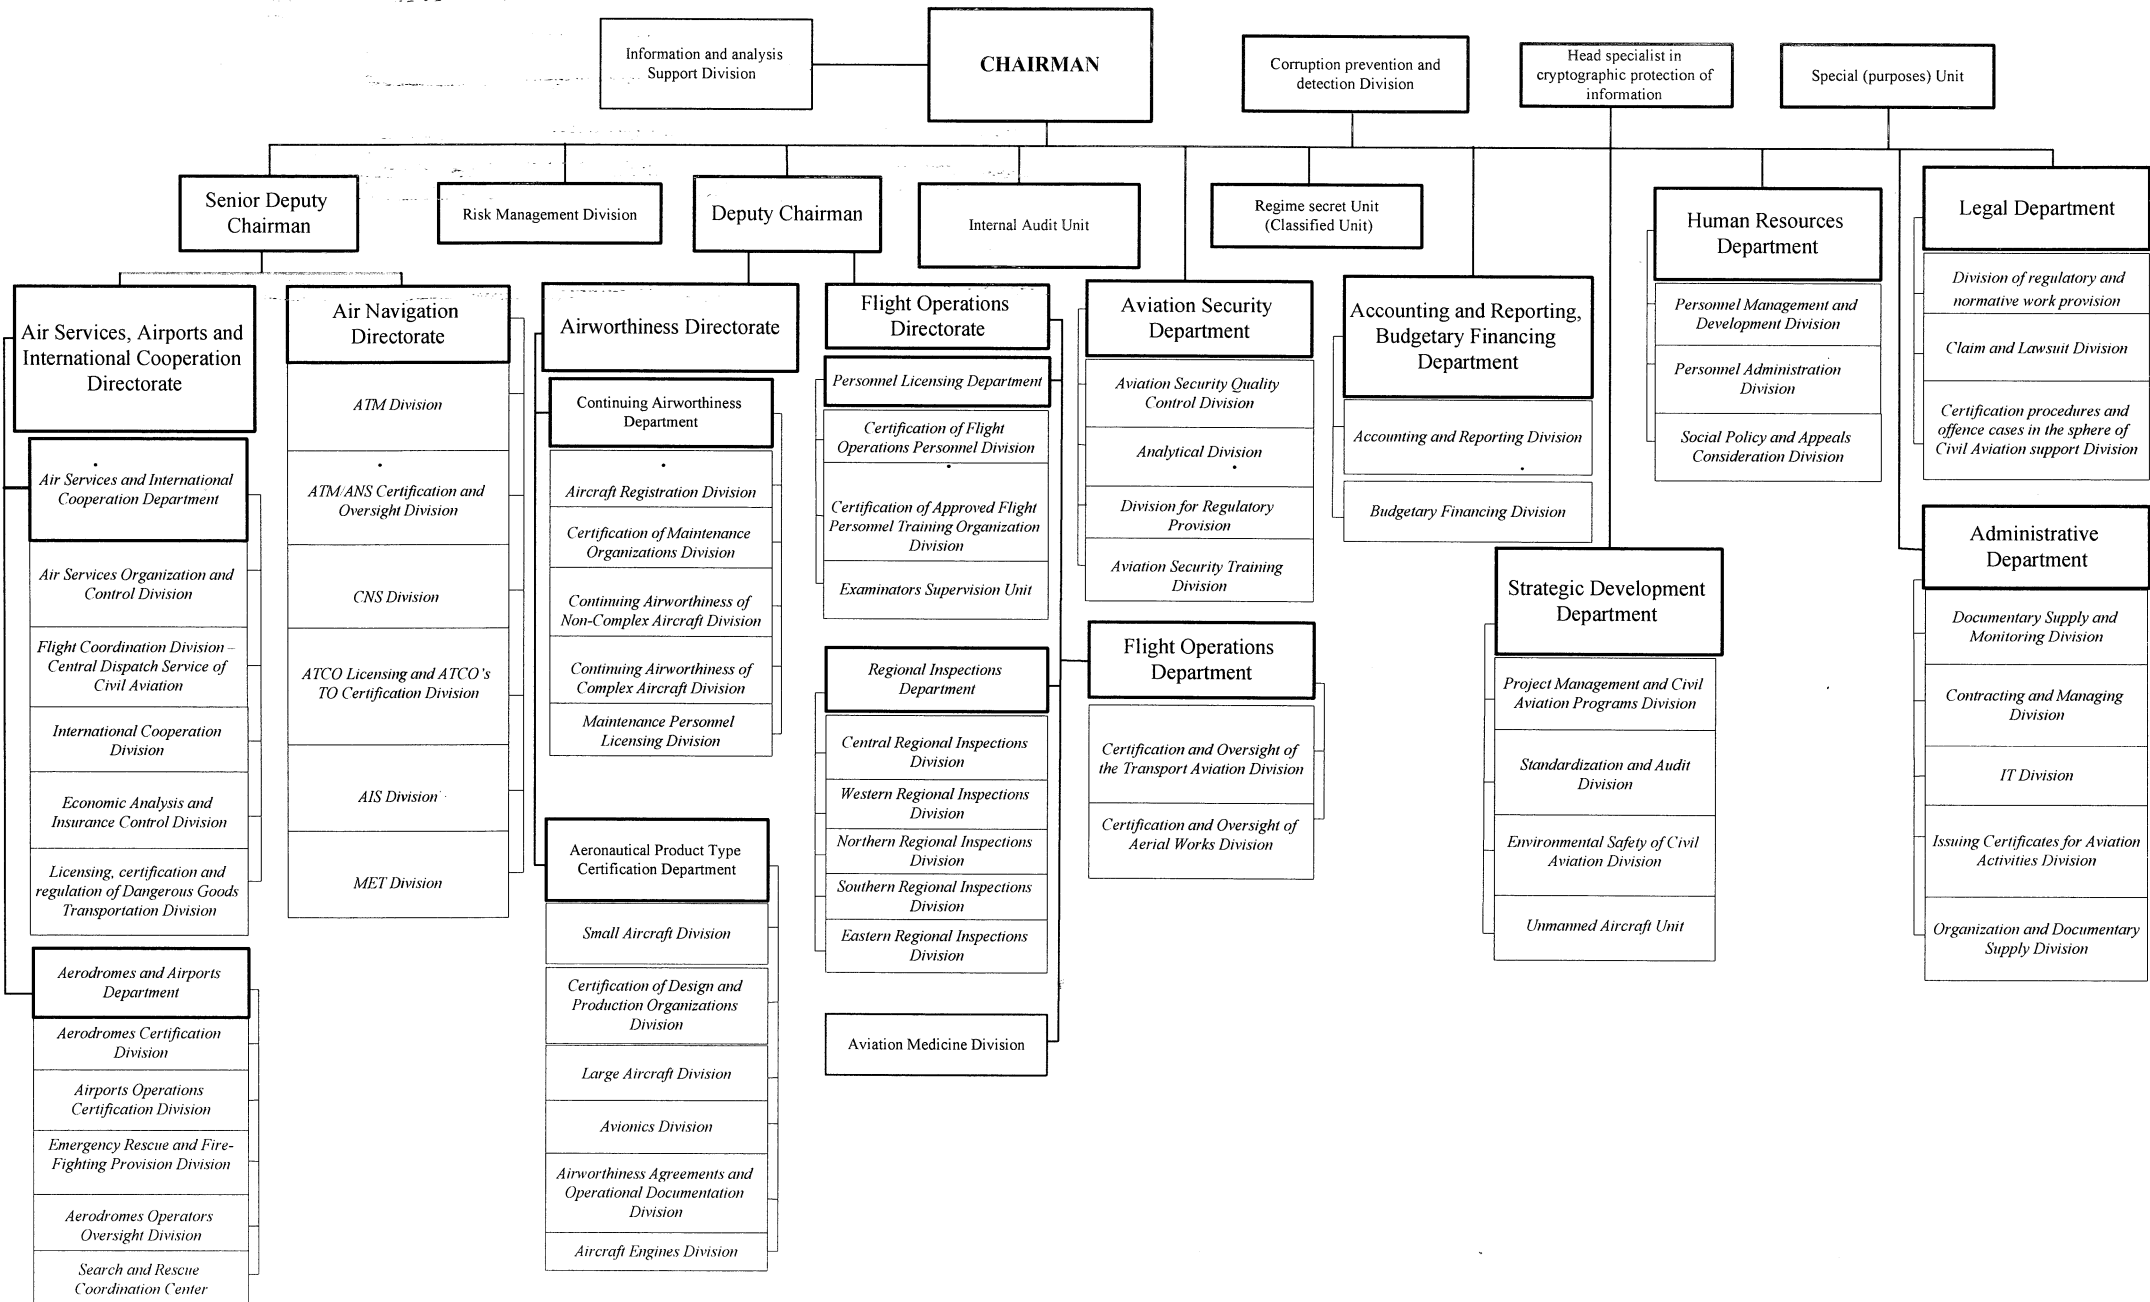 Information and analysis
Support Division
CHAIRMAN
Corruption prevention and
detection Division
Head specialist in
cryptographic protection of
information
Special (purposes) Unit
Senior Deputy
Chairman
Risk Management Division
Deputy Chairman
Internal Audit Unit
Regime secret Unit
(Classified Unit)
Human Resources
Department
Personnel Management and
Development Division
Personnel Administration
Division
Social Policy and Appeals
Consideration Division
Legal Department
Division of regulatory and
normative work provision
Claim and Lawsuit Division
Certification procedures and
offence cases in the sphere of
Civil Aviation support Division
Air Services, Airports and
International Cooperation
Directorate
Air Services and International
Cooperation Department
Air Services Organization and
Control Division
Flight Coordination Division –
Central Dispatch Service of
Civil Aviation
International Cooperation
Division
Economic Analysis and
Insurance Control Division
Licensing, certification and
regulation of Dangerous Goods
Transportation Division
Aerodromes and Airports
Department
Aerodromes Certification
Division
Airports Operations
Certification Division
Emergency Rescue and Fire-
Fighting Provision Division
Aerodromes Operators
Oversight Division
Search and Rescue
Coordination Center
Air Navigation
Directorate
ATM Division
ATM/ANS Certification and
Oversight Division
CNS Division
ATCO Licensing and ATCO's
TO Certification Division
AIS Division
MET Division
Airworthiness Directorate
Continuing Airworthiness
Department
Aircraft Registration Division
Certification of Maintenance
Organizations Division
Continuing Airworthiness of
Non-Complex Aircraft Division
Continuing Airworthiness of
Complex Aircraft Division
Maintenance Personnel
Licensing Division
Aeronautical Product Type
Certification Department
Small Aircraft Division
Certification of Design and
Production Organizations
Division
Large Aircraft Division
Avionics Division
Airworthiness Agreements and
Operational Documentation
Division
Aircraft Engines Division
Flight Operations
Directorate
Personnel Licensing Department
Certification of Flight
Operations Personnel Division
Certification of Approved Flight
Personnel Training Organization
Division
Examinators Supervision Unit
Regional Inspections
Department
Central Regional Inspections
Division
Western Regional Inspections
Division
Northern Regional Inspections
Division
Southern Regional Inspections
Division
Eastern Regional Inspections
Division
Aviation Medicine Division
Aviation Security
Department
Aviation Security Quality
Control Division
Analytical Division
Division for Regulatory
Provision
Aviation Security Training
Division
Flight Operations
Department
Certification and Oversight of
the Transport Aviation Division
Certification and Oversight of
Aerial Works Division
Accounting and Reporting,
Budgetary Financing
Department
Accounting and Reporting Division
Budgetary Financing Division
Strategic Development
Department
Project Management and Civil
Aviation Programs Division
Standardization and Audit
Division
Environmental Safety of Civil
Aviation Division
Unmanned Aircraft Unit
Administrative
Department
Documentary Supply and
Monitoring Division
Contracting and Managing
Division
IT Division
Issuing Certificates for Aviation
Activities Division
Organization and Documentary
Supply Division